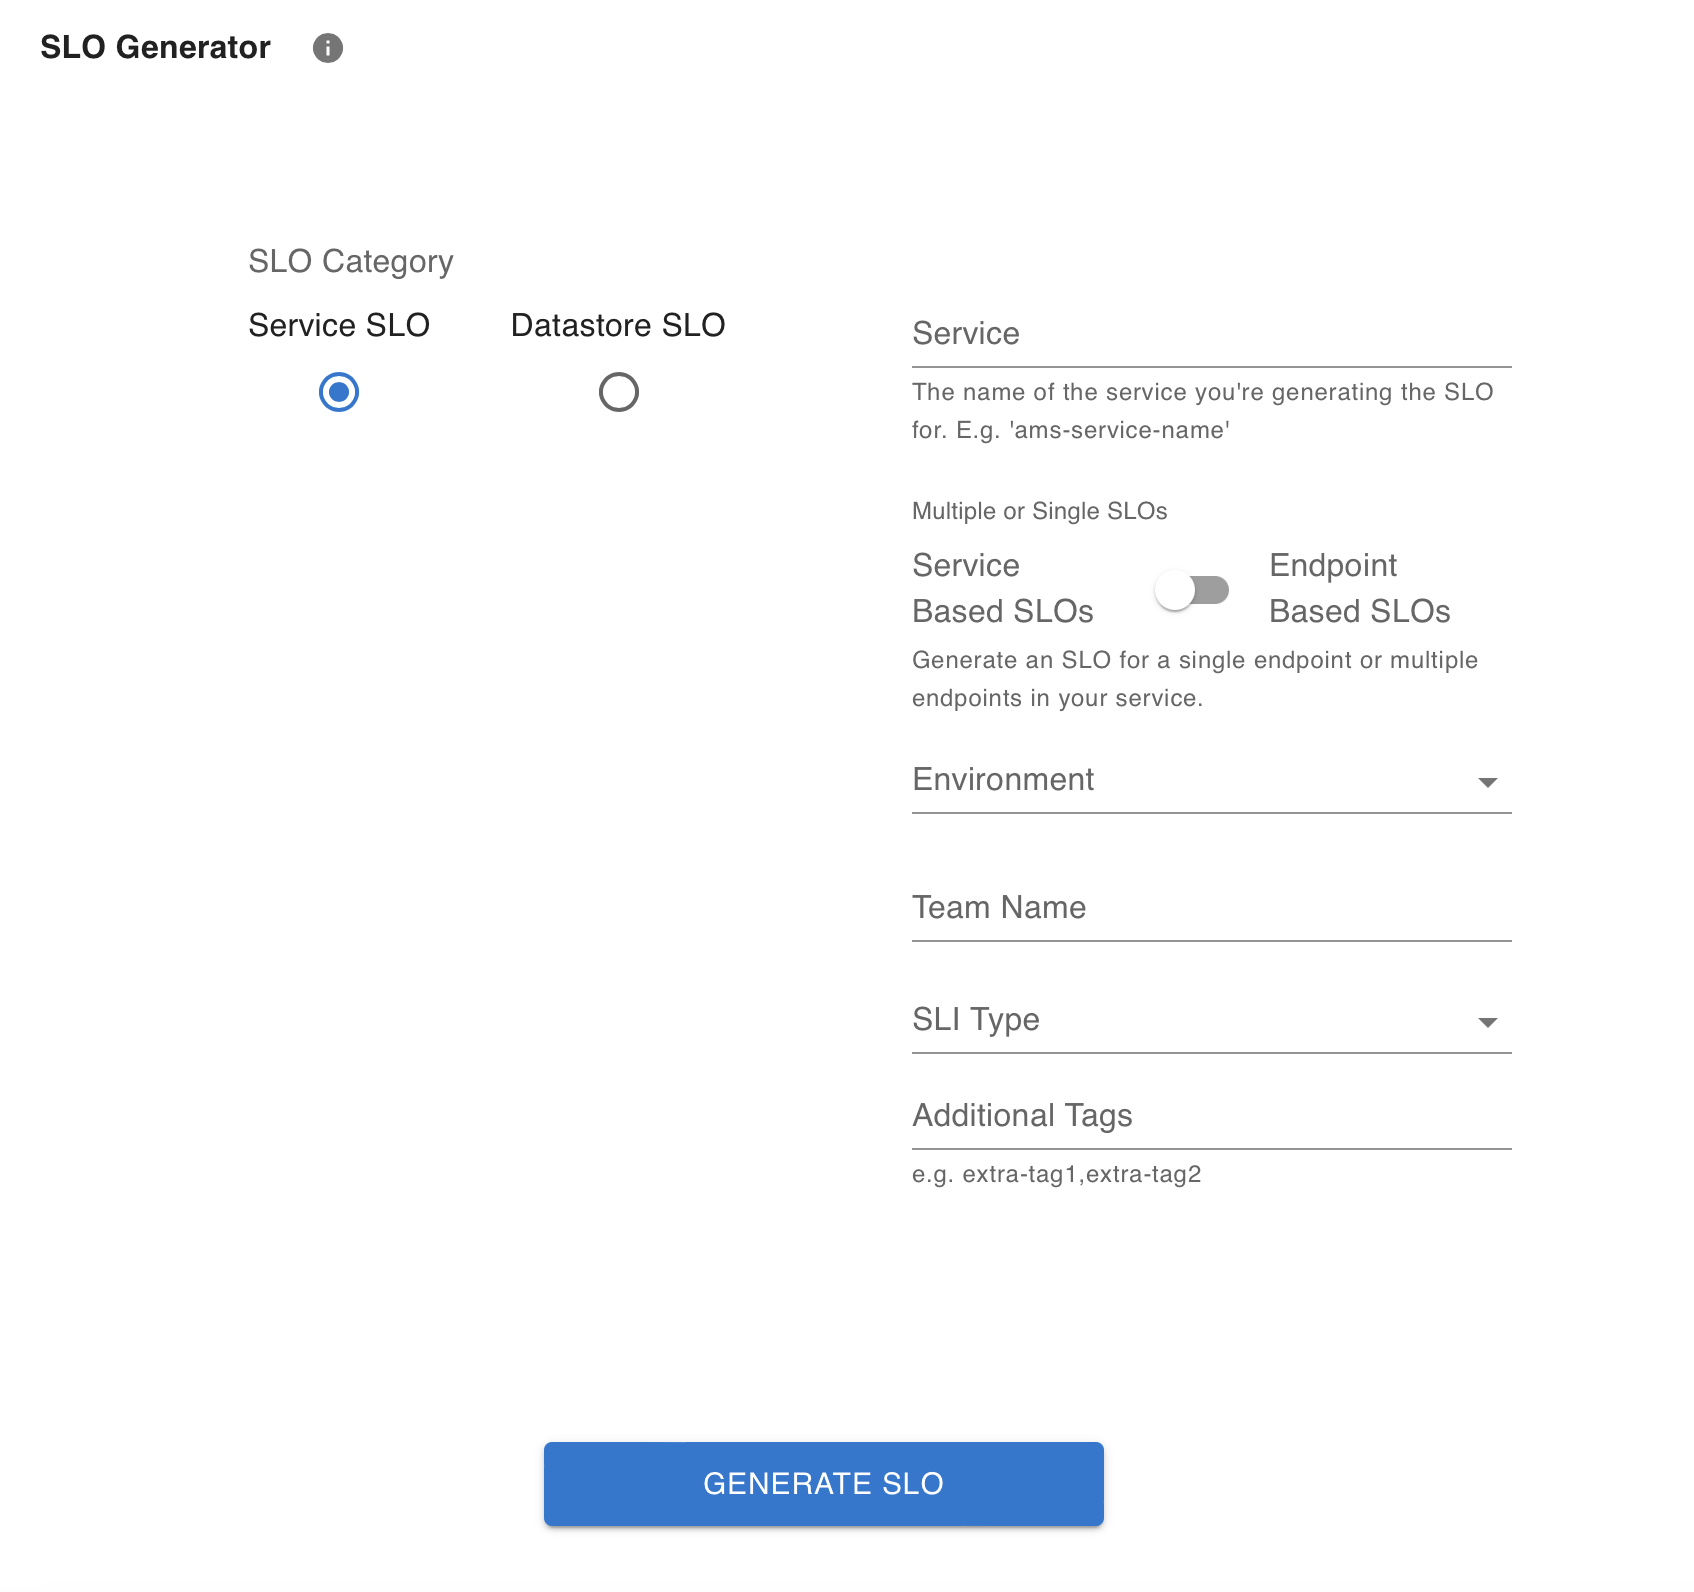 SLO Generator
SLO Category
Service SLO
Datastore SLO
Service
The name of the service you're generating the SLO
for. E.g. 'ams-service-name'
Multiple or Single SLOs
Service
Based SLOs
Endpoint
Based SLOs
Generate an SLO for a single endpoint or multiple
endpoints in your service.
Environment
Team Name
SLI Type
Additional Tags
e.g. extra-tag1,extra-tag2
GENERATE SLO